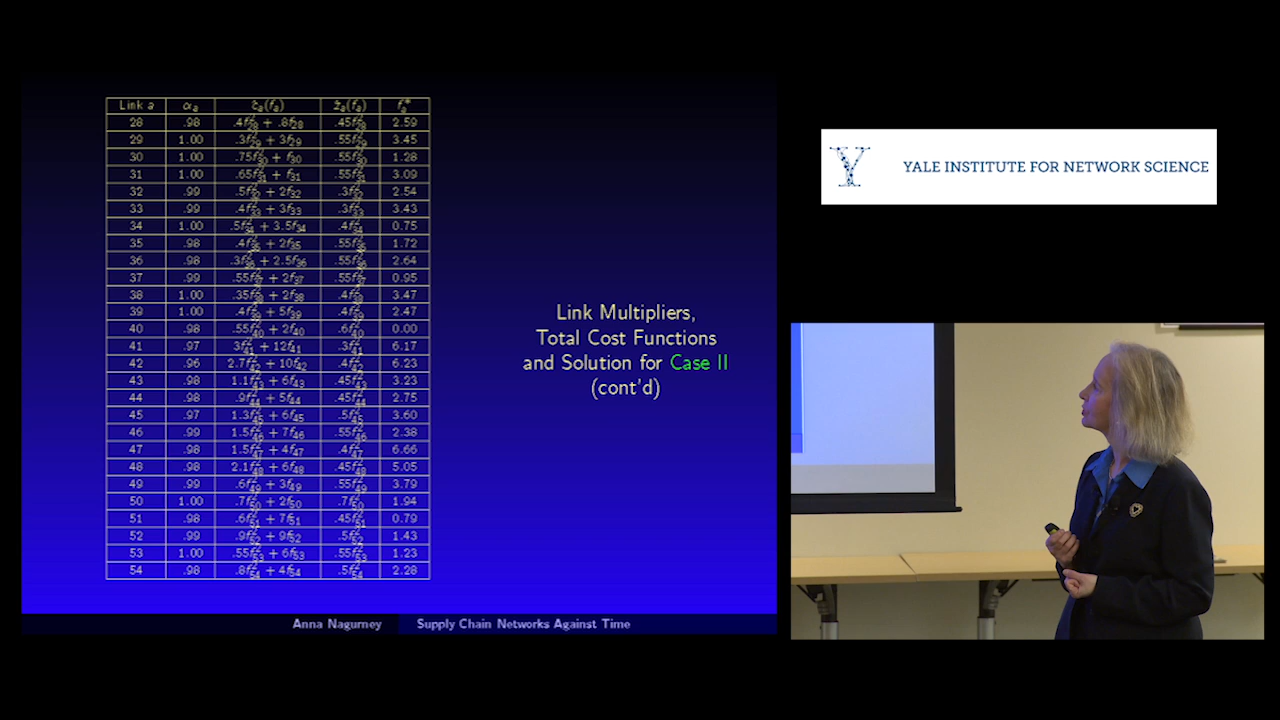 Link a αₐ ĉₐ(fₐ) ẑₐ(fₐ) fₐ*
28 .98 .4f²₂₈ + .8f₂₈ .45f²₂₈ 2.59
29 1.00 .3f²₂₉ + 3f₂₉ .55f²₂₉ 3.45
30 1.00 .75f²₃₀ + f₃₀ .55f²₃₀ 1.28
31 1.00 .65f²₃₁ + f₃₁ .55f²₃₁ 3.09
32 .99 .5f²₃₂ + 2f₃₂ .3f²₃₂ 2.54
33 .99 .4f²₃₃ + 3f₃₃ .3f²₃₃ 3.43
34 1.00 .5f²₃₄ + 3.5f₃₄ .4f²₃₄ 0.75
35 .98 .4f²₃₅ + 2f₃₅ .55f²₃₅ 1.72
36 .98 .3f²₃₆ + 2.5f₃₆ .55f²₃₆ 2.64
37 .99 .55f²₃₇ + 2f₃₇ .55f²₃₇ 0.95
38 1.00 .35f²₃₈ + 2f₃₈ .4f²₃₈ 3.47
39 1.00 .4f²₃₉ + 5f₃₉ .4f²₃₉ 2.47
40 .98 .55f²₄₀ + 2f₄₀ .6f²₄₀ 0.00
41 .97 3f²₄₁ + 12f₄₁ .3f²₄₁ 6.17
42 .96 2.7f²₄₂ + 10f₄₂ .4f²₄₂ 6.23
43 .98 1.1f²₄₃ + 6f₄₃ .45f²₄₃ 3.23
44 .98 .9f²₄₄ + 5f₄₄ .45f²₄₄ 2.75
45 .97 1.3f²₄₅ + 6f₄₅ .5f²₄₅ 3.60
46 .99 1.5f²₄₆ + 7f₄₆ .55f²₄₆ 2.38
47 .98 1.5f²₄₇ + 4f₄₇ .4f²₄₇ 6.66
48 .98 2.1f²₄₈ + 6f₄₈ .45f²₄₈ 5.05
49 .99 .6f²₄₉ + 3f₄₉ .55f²₄₉ 3.79
50 1.00 .7f²₅₀ + 2f₅₀ .7f²₅₀ 1.94
51 .98 .6f²₅₁ + 7f₅₁ .45f²₅₁ 0.79
52 .99 .9f²₅₂ + 9f₅₂ .5f²₅₂ 1.43
53 1.00 .55f²₅₃ + 6f₅₃ .55f²₅₃ 1.23
54 .98 .8f²₅₄ + 4f₅₄ .5f²₅₄ 2.28
Link Multipliers,
Total Cost Functions
and Solution for Case II
(cont'd)
Anna Nagurney Supply Chain Networks Against Time
YALE INSTITUTE FOR NETWORK SCIENCE